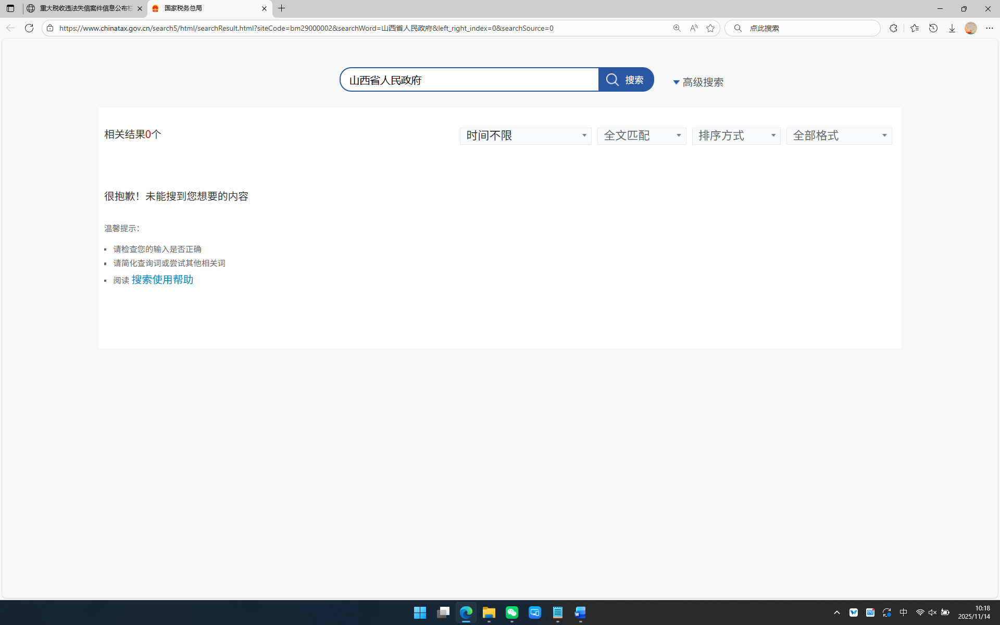 重大税收违法失信案件信息公布栏
国家税务总局
https://www.chinatax.gov.cn/search5/html/searchResult.html?siteCode=bm29000002&searchWord=山西省人民政府&left_right_index=0&searchSource=0
点此搜索
山西省人民政府
搜索
高级搜索
相关结果0个
时间不限
全文匹配
排序方式
全部格式
很抱歉！未能搜到您想要的内容
温馨提示：
请检查您的输入是否正确
请简化查询词或尝试其他相关词
阅读 搜索使用帮助
中
10:18
2025/11/14